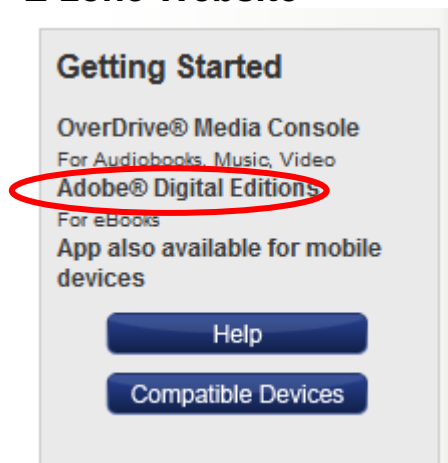 Getting Started
OverDrive® Media Console
For Audiobooks, Music, Video
Adobe® Digital Editions
For eBooks
App also available for mobile
devices
Help
Compatible Devices